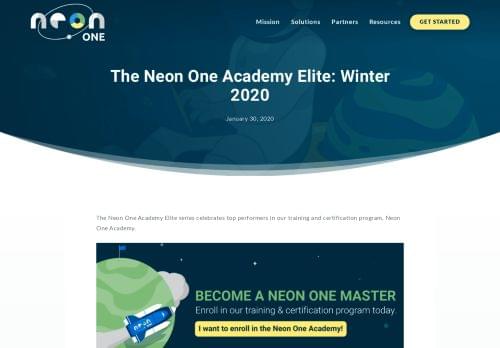 neon
ONE
Mission Solutions Partners Resources GET STARTED
The Neon One Academy Elite: Winter
2020
January 30, 2020
The Neon One Academy Elite series celebrates top performers in our training and certification program, Neon
One Academy.
BECOME A NEON ONE MASTER
Enroll in our training & certification program today.
I want to enroll in the Neon One Academy!
neon
ONE